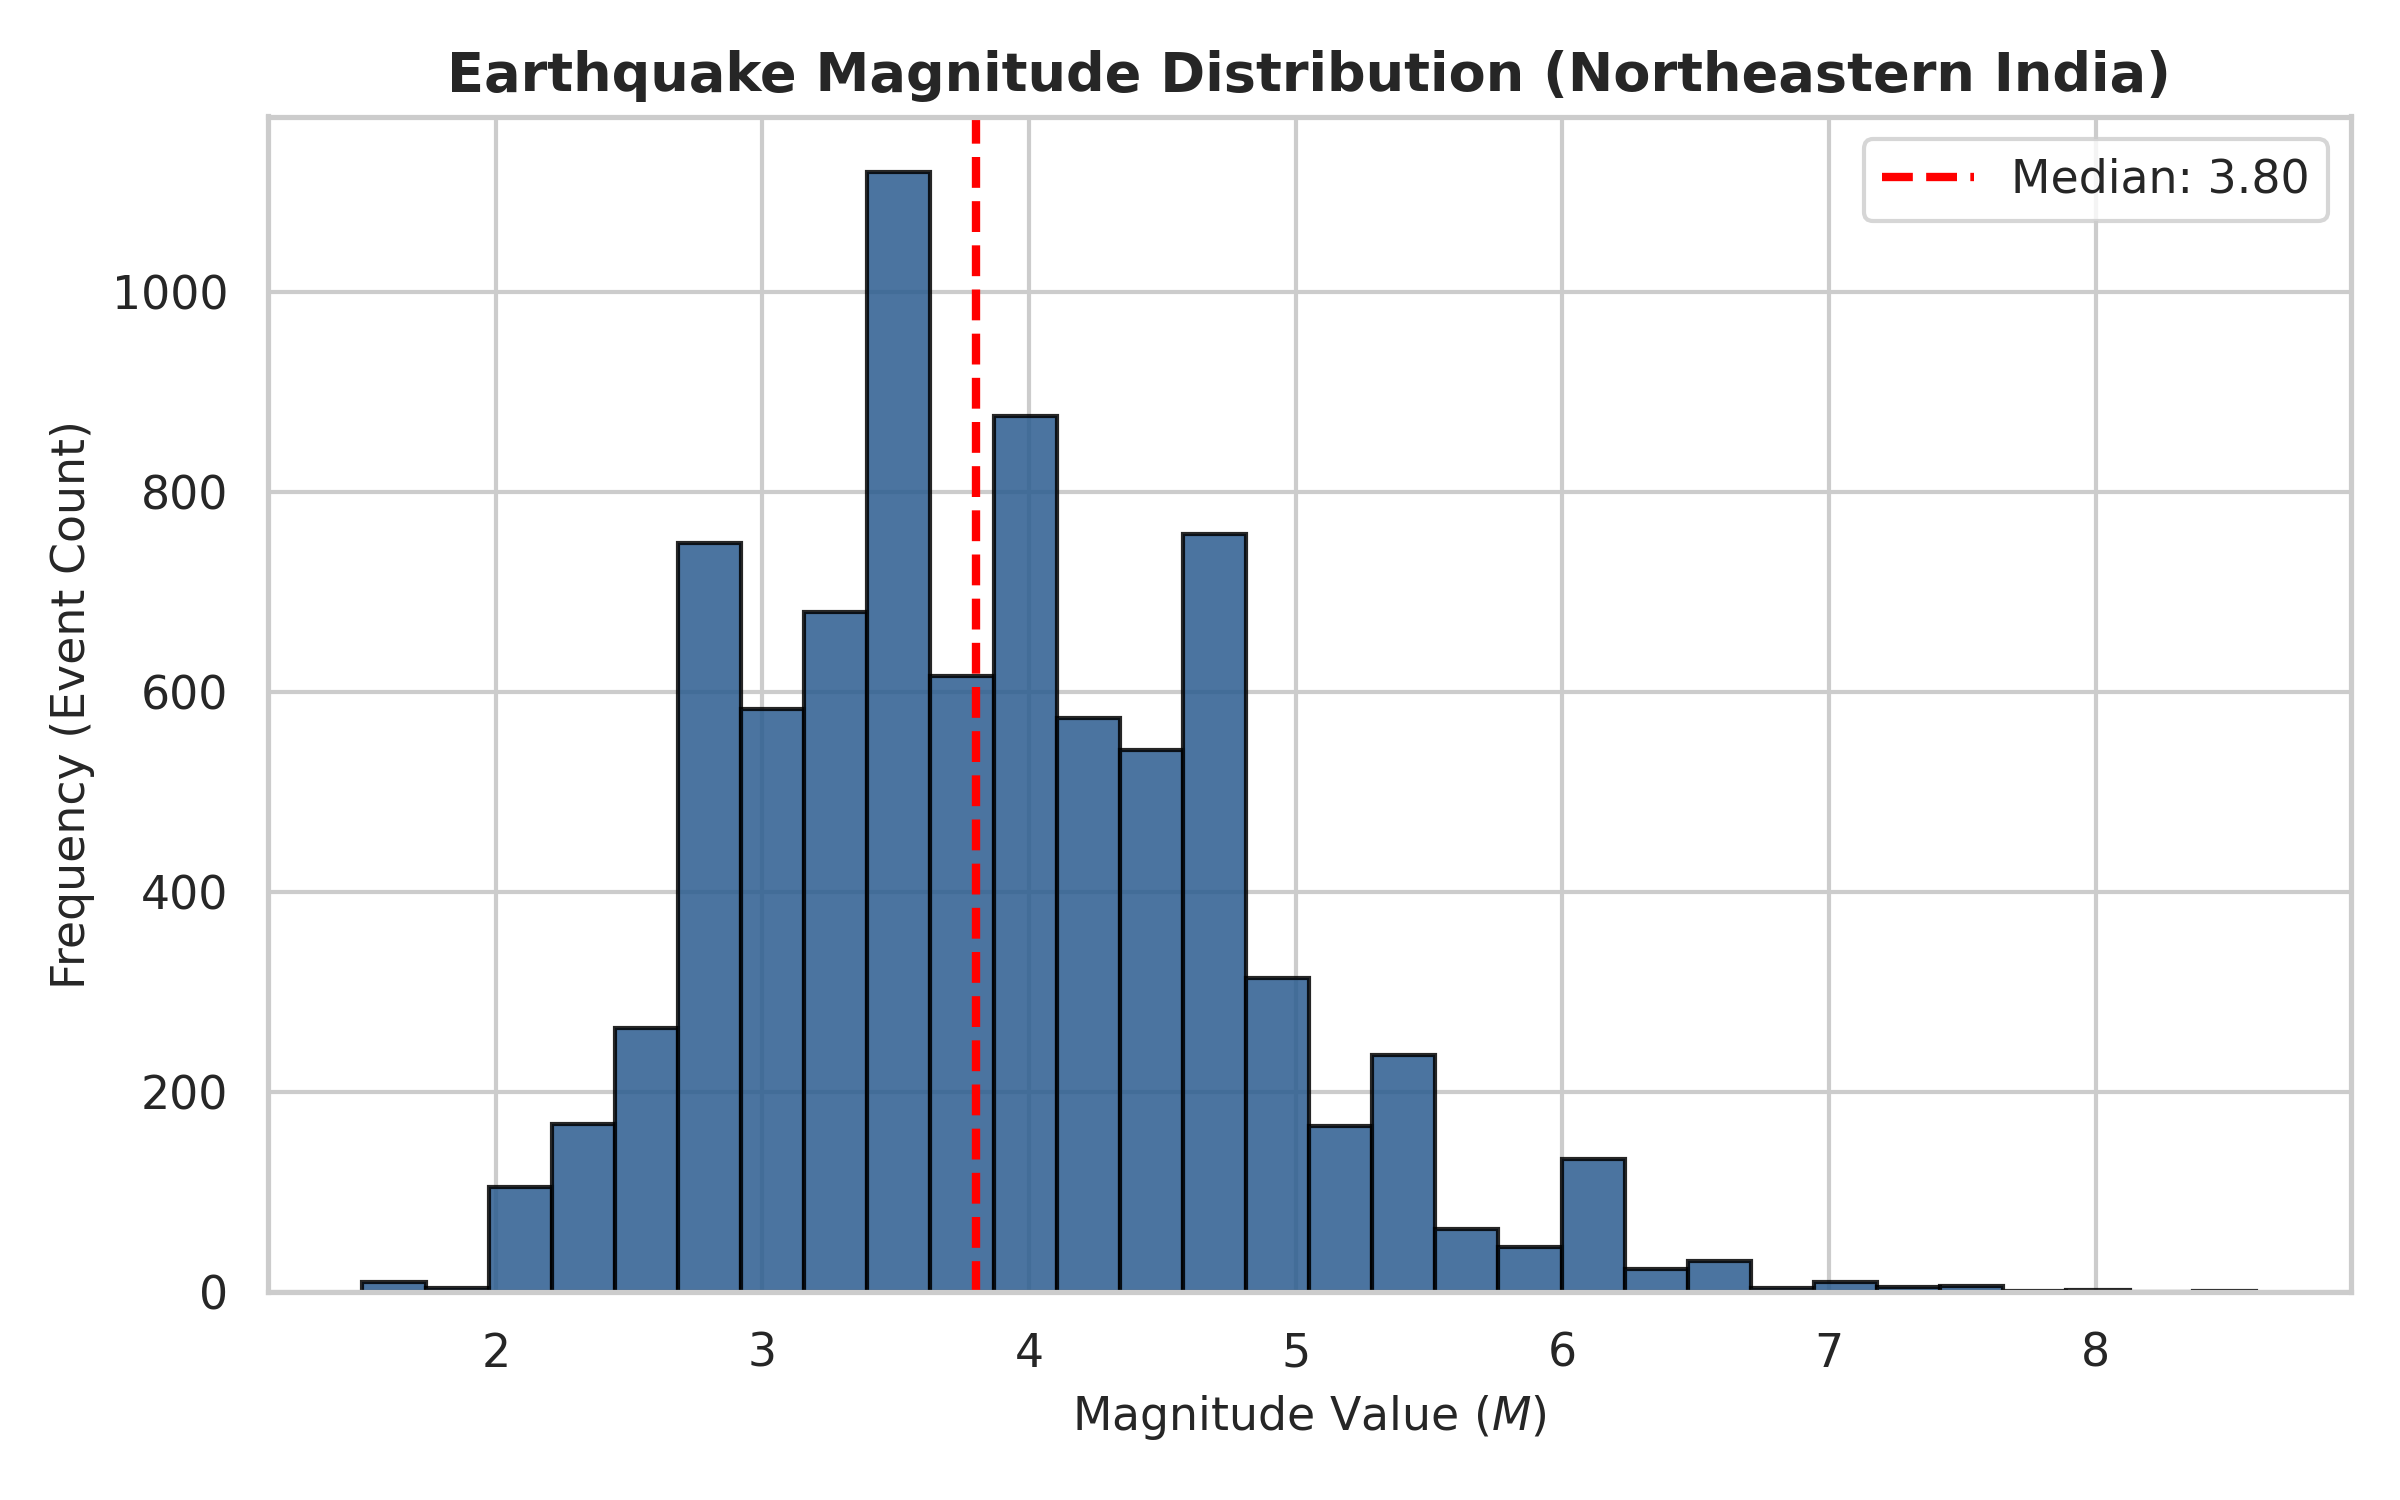 Earthquake Magnitude Distribution (Northeastern India)
Median: 3.80
Frequency (Event Count)
1000
800
600
400
200
0
2 3 4 5 6 7 8
Magnitude Value (M)